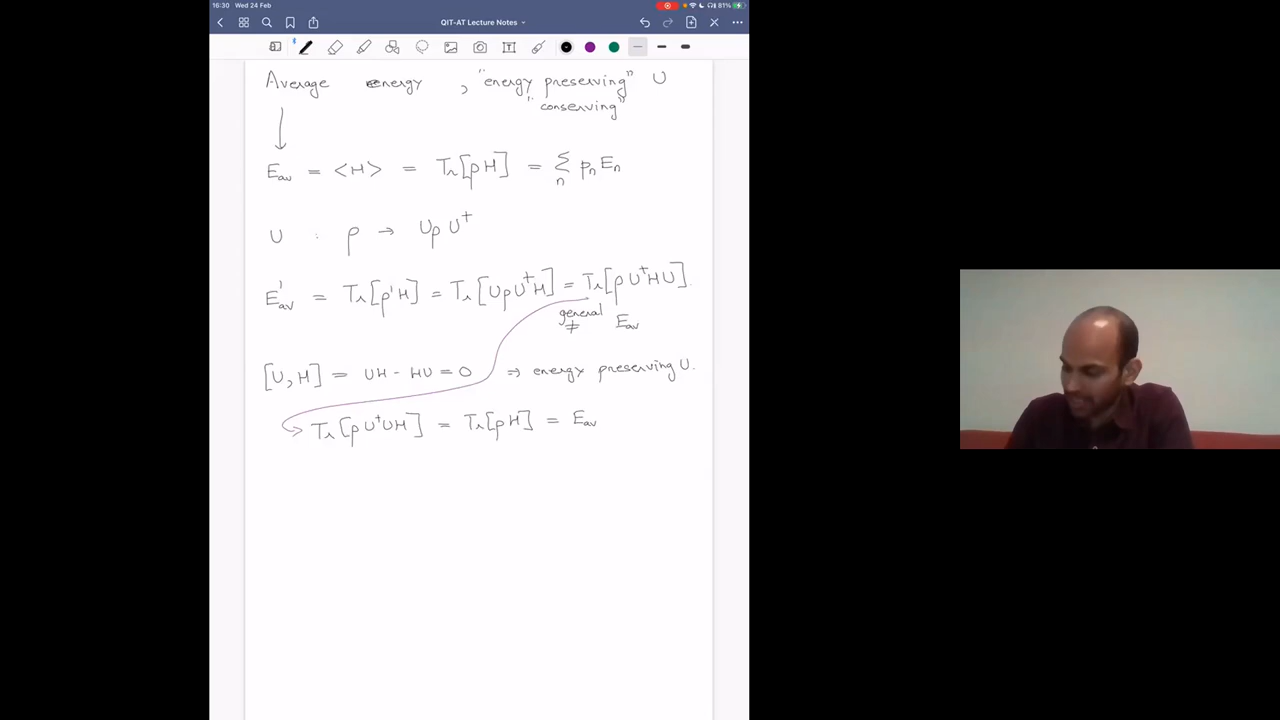 16:30 Wed 24 Feb 81%
QIT-AT Lecture Notes
Average energy , "energy preserving" U
"conserving"
E_av = <H> = Tr[ρH] = Σ_n p_n E_n
U : ρ → UρU†
E'_av = Tr[ρ'H] = Tr[UρU†H] = Tr[ρU†HU].
general ≠ E_av
[U, H] = UH - HU = 0 ⇒ energy preserving U.
Tr[ρU†UH] = Tr[ρH] = E_av